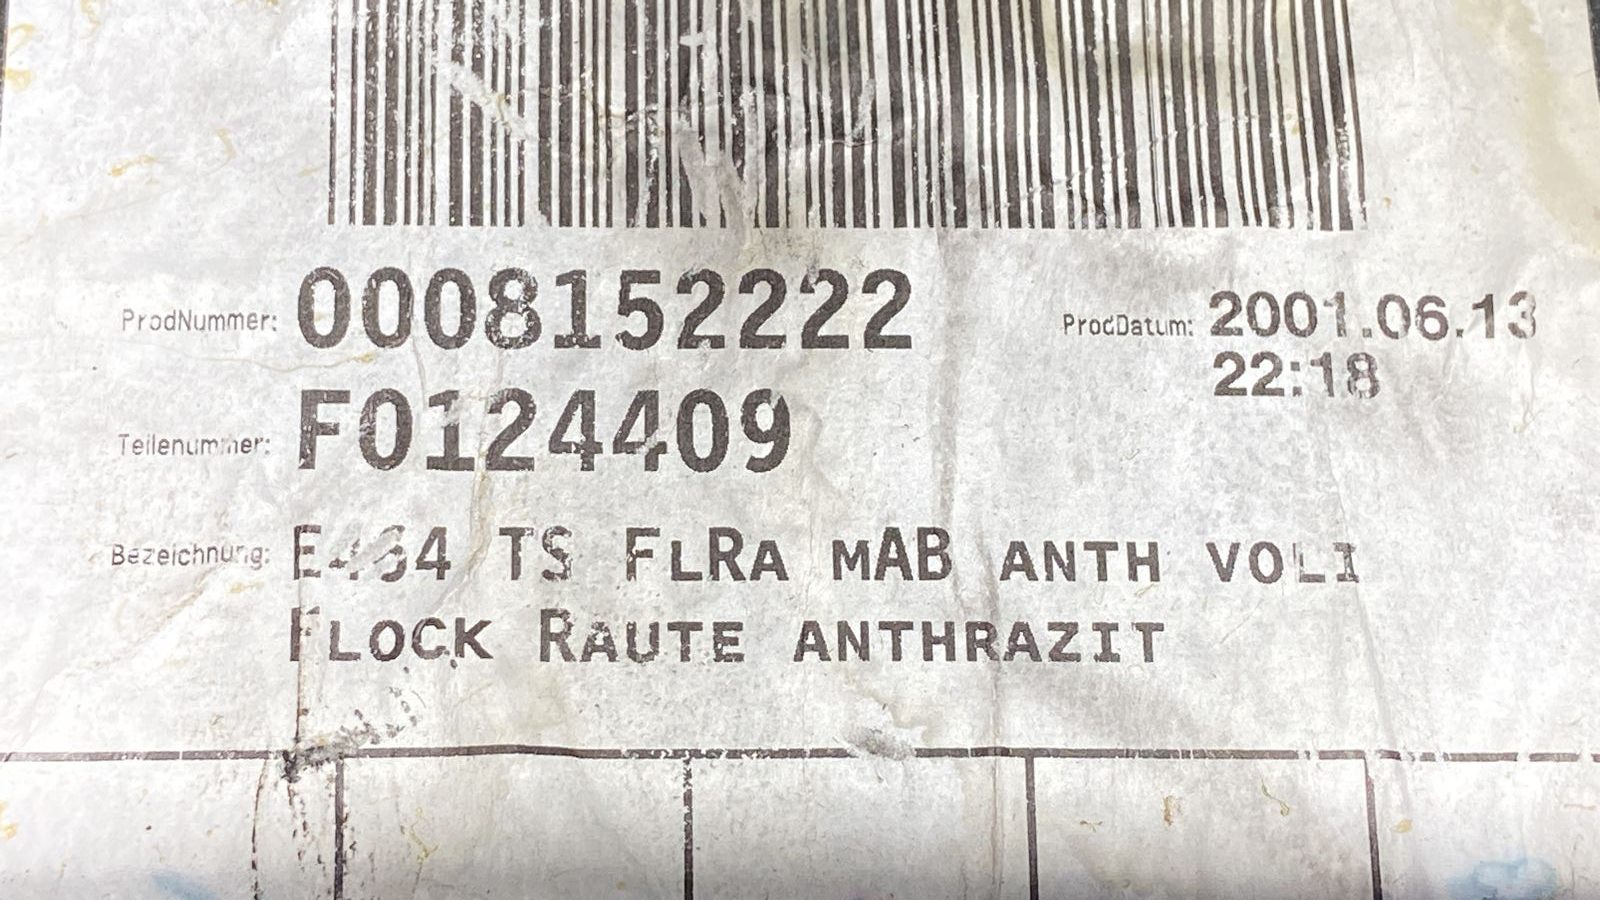 ProdNummer: 0008152222 ProdDatum: 2001.06.13
22:18
Teilenummer: F0124409
Bezeichnung: TS FLRA MAB ANTH VOLI
FLOCK RAUTE ANTHRAZIT